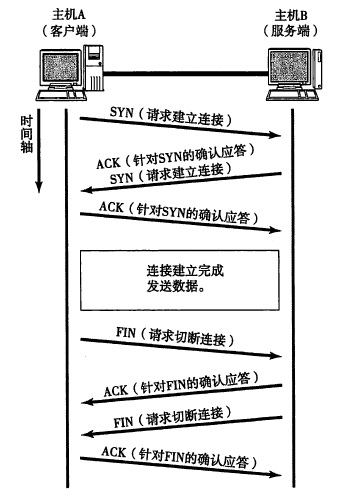 主机A
（客户端）
主机B
（服务端）
时间轴
SYN（请求建立连接）
ACK（针对SYN的确认应答）
SYN（请求建立连接）
ACK（针对SYN的确认应答）
连接建立完成
发送数据。
FIN（请求切断连接）
ACK（针对FIN的确认应答）
FIN（请求切断连接）
ACK（针对FIN的确认应答）